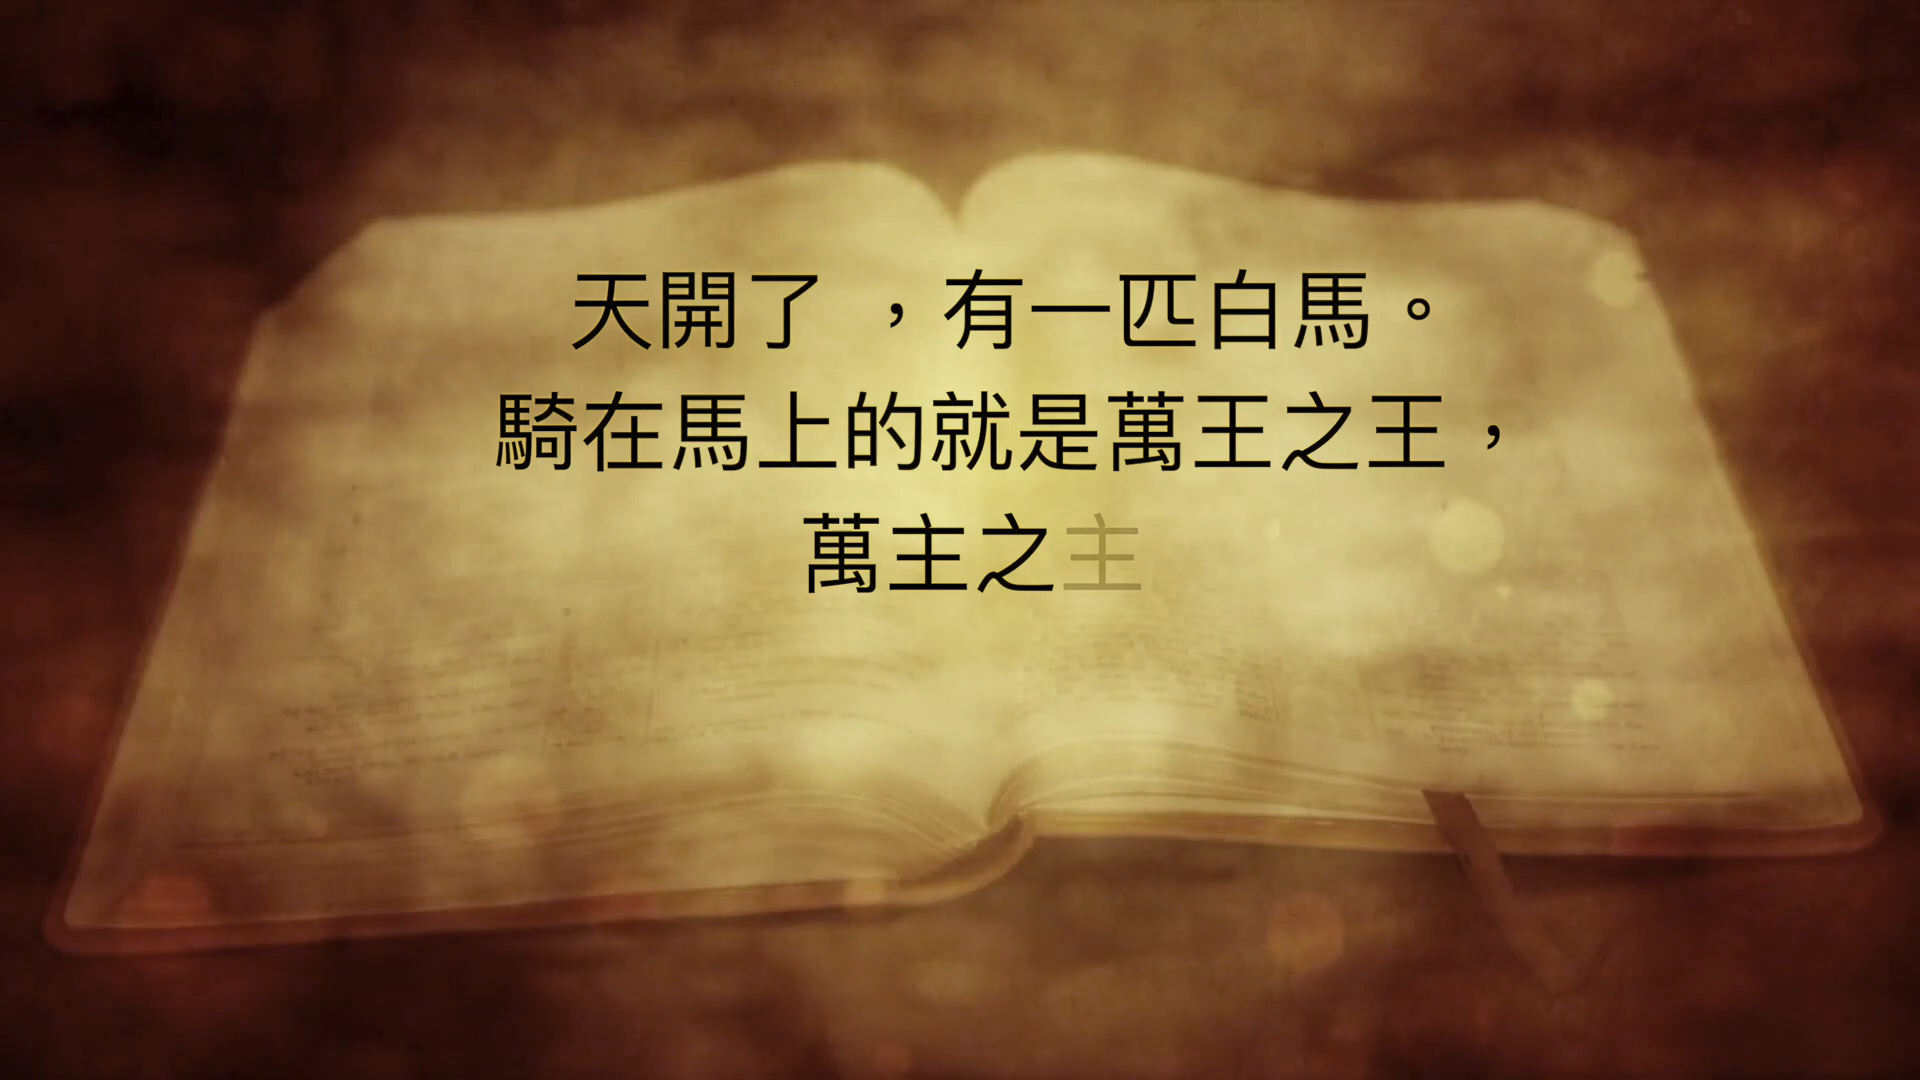 天開了 ，有一匹白馬。
騎在馬上的就是萬王之王，
萬主之主